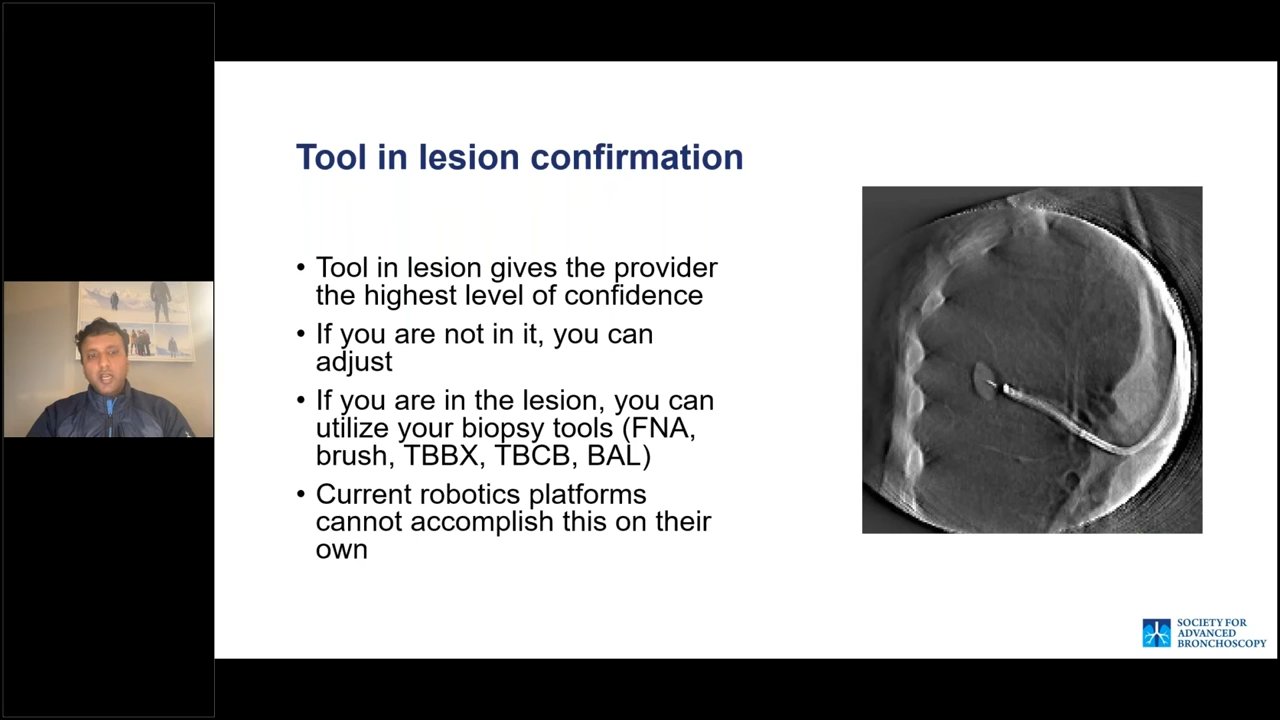 Tool in lesion confirmation
• Tool in lesion gives the provider
the highest level of confidence
• If you are not in it, you can
adjust
• If you are in the lesion, you can
utilize your biopsy tools (FNA,
brush, TBBX, TBCB, BAL)
• Current robotics platforms
cannot accomplish this on their
own
SOCIETY FOR
ADVANCED
BRONCHOSCOPY